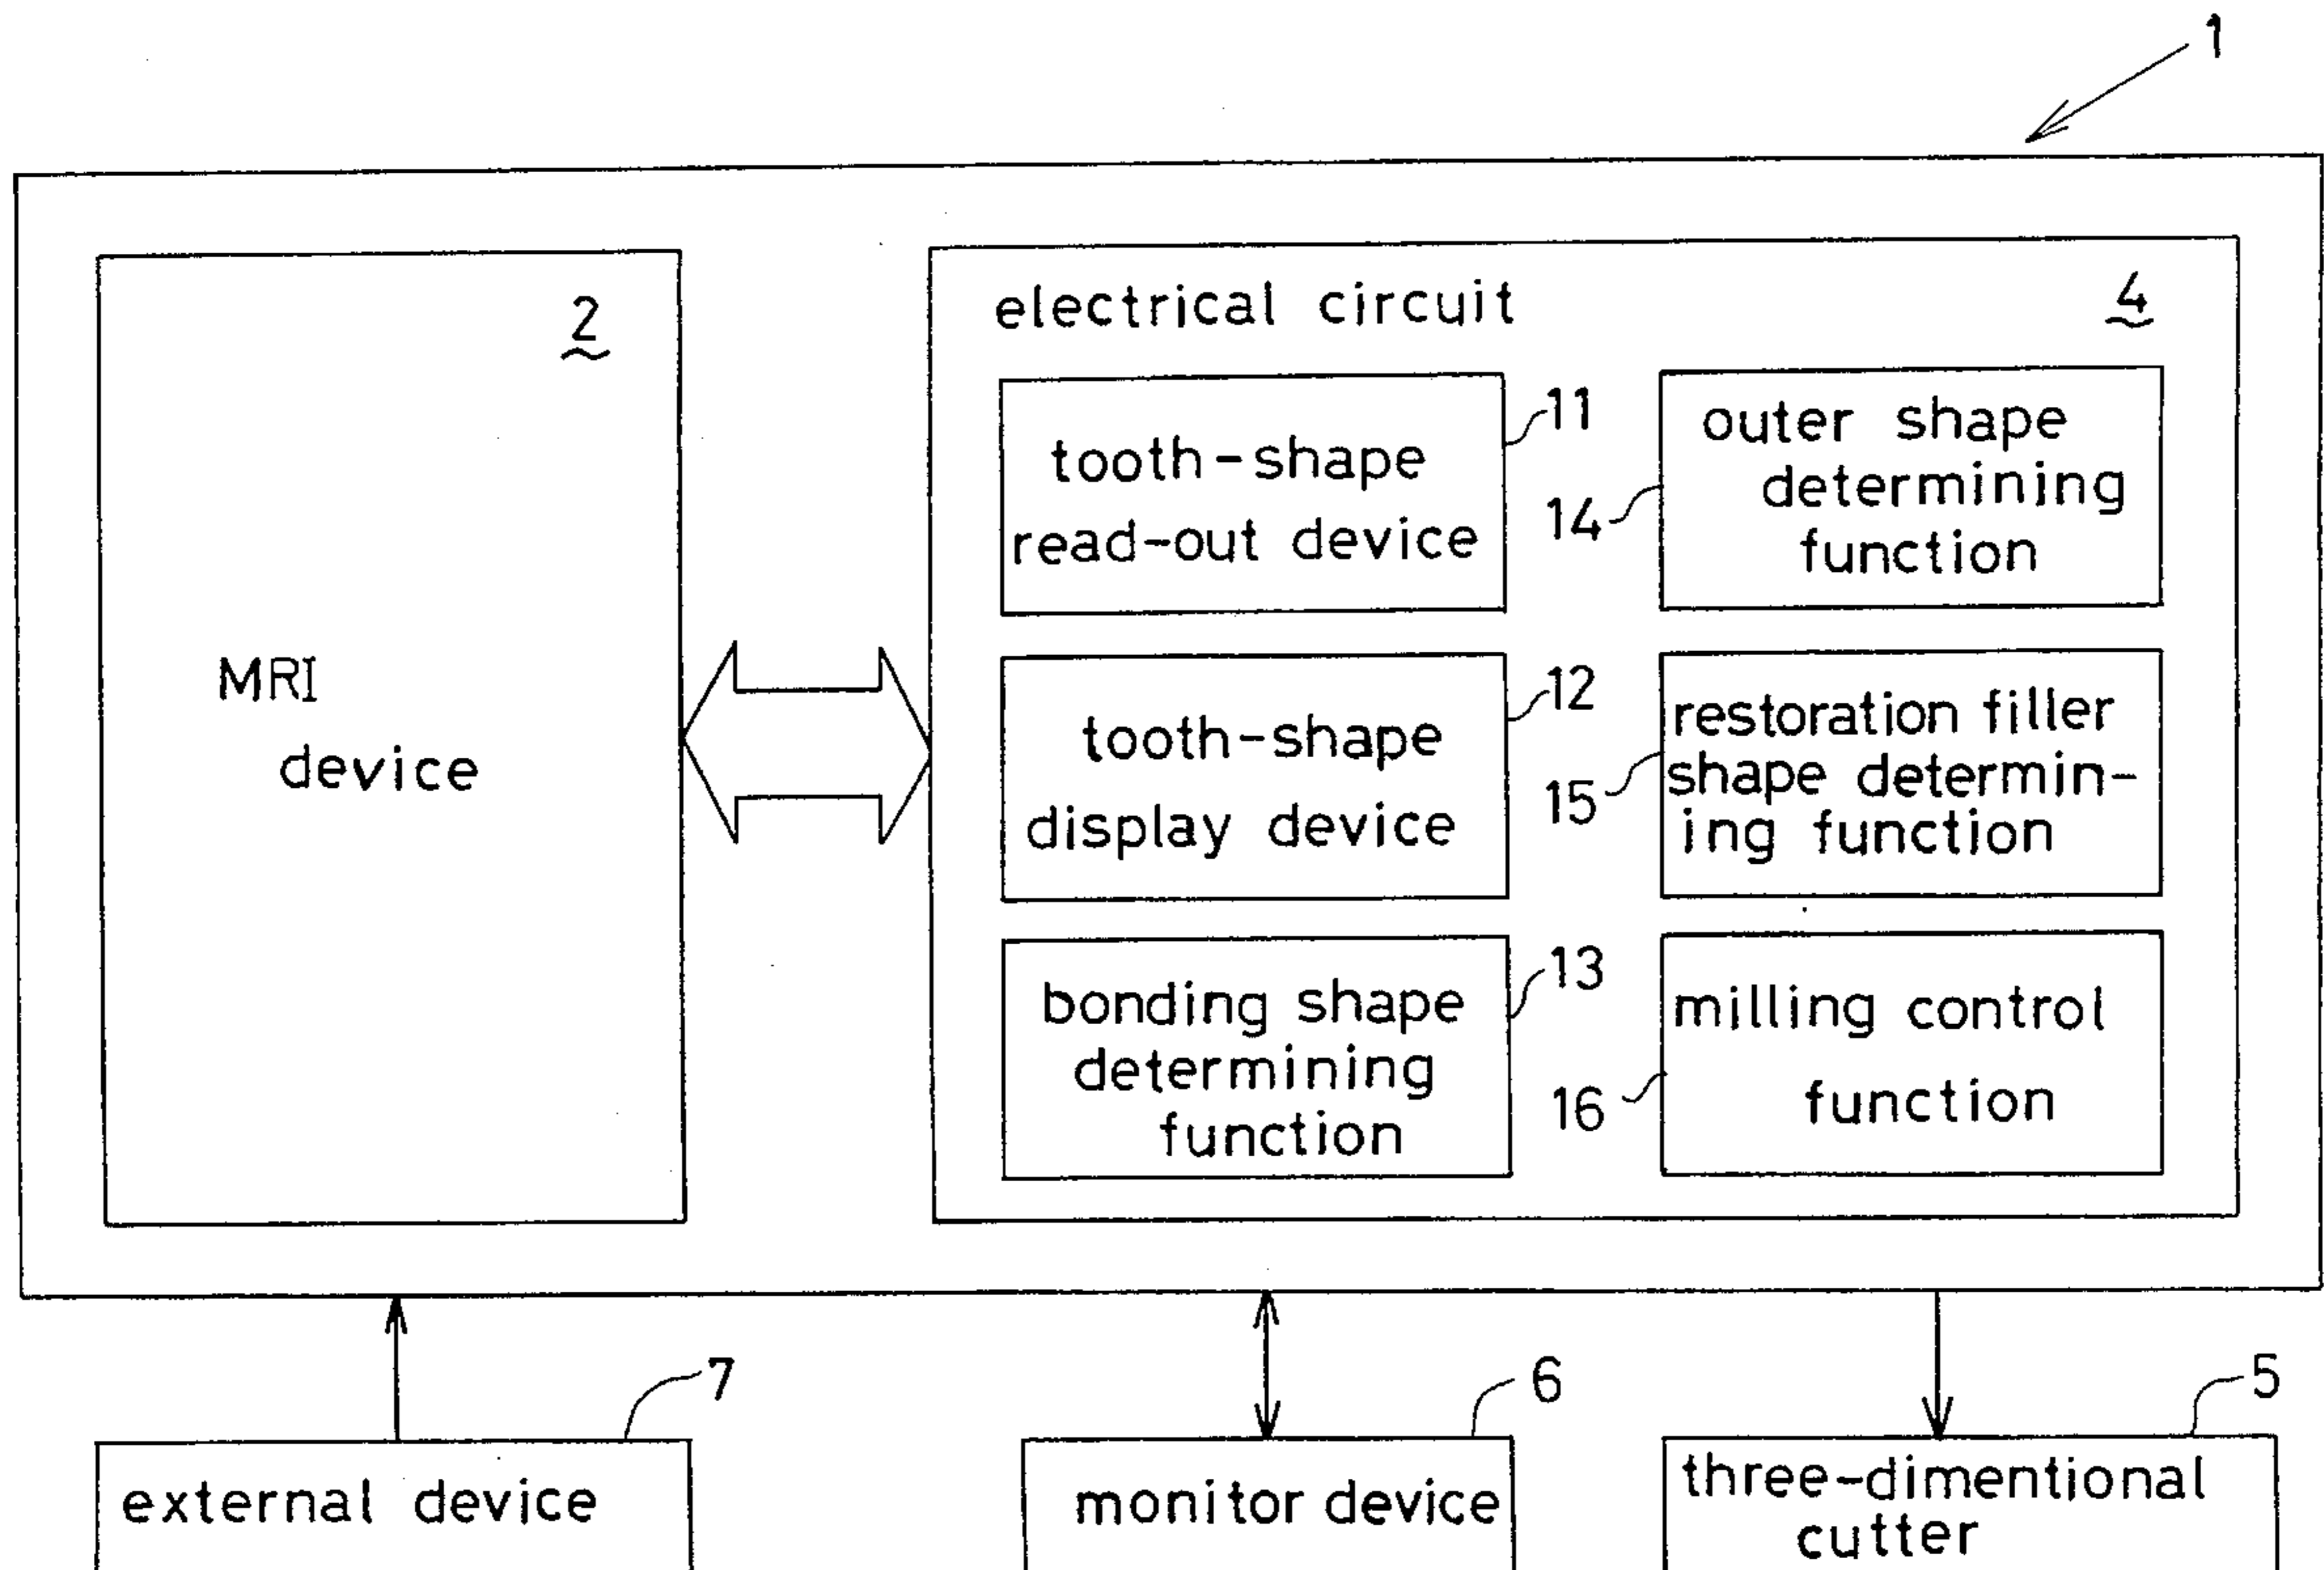 1
2
MRI
device
electrical circuit
4
tooth-shape
read-out device
11
outer shape
determining
function
14
tooth-shape
display device
12
restoration filler
shape determin-
ing function
15
bonding shape
determining
function
13
milling control
function
16
7
external device
6
monitor device
5
three-dimentional
cutter